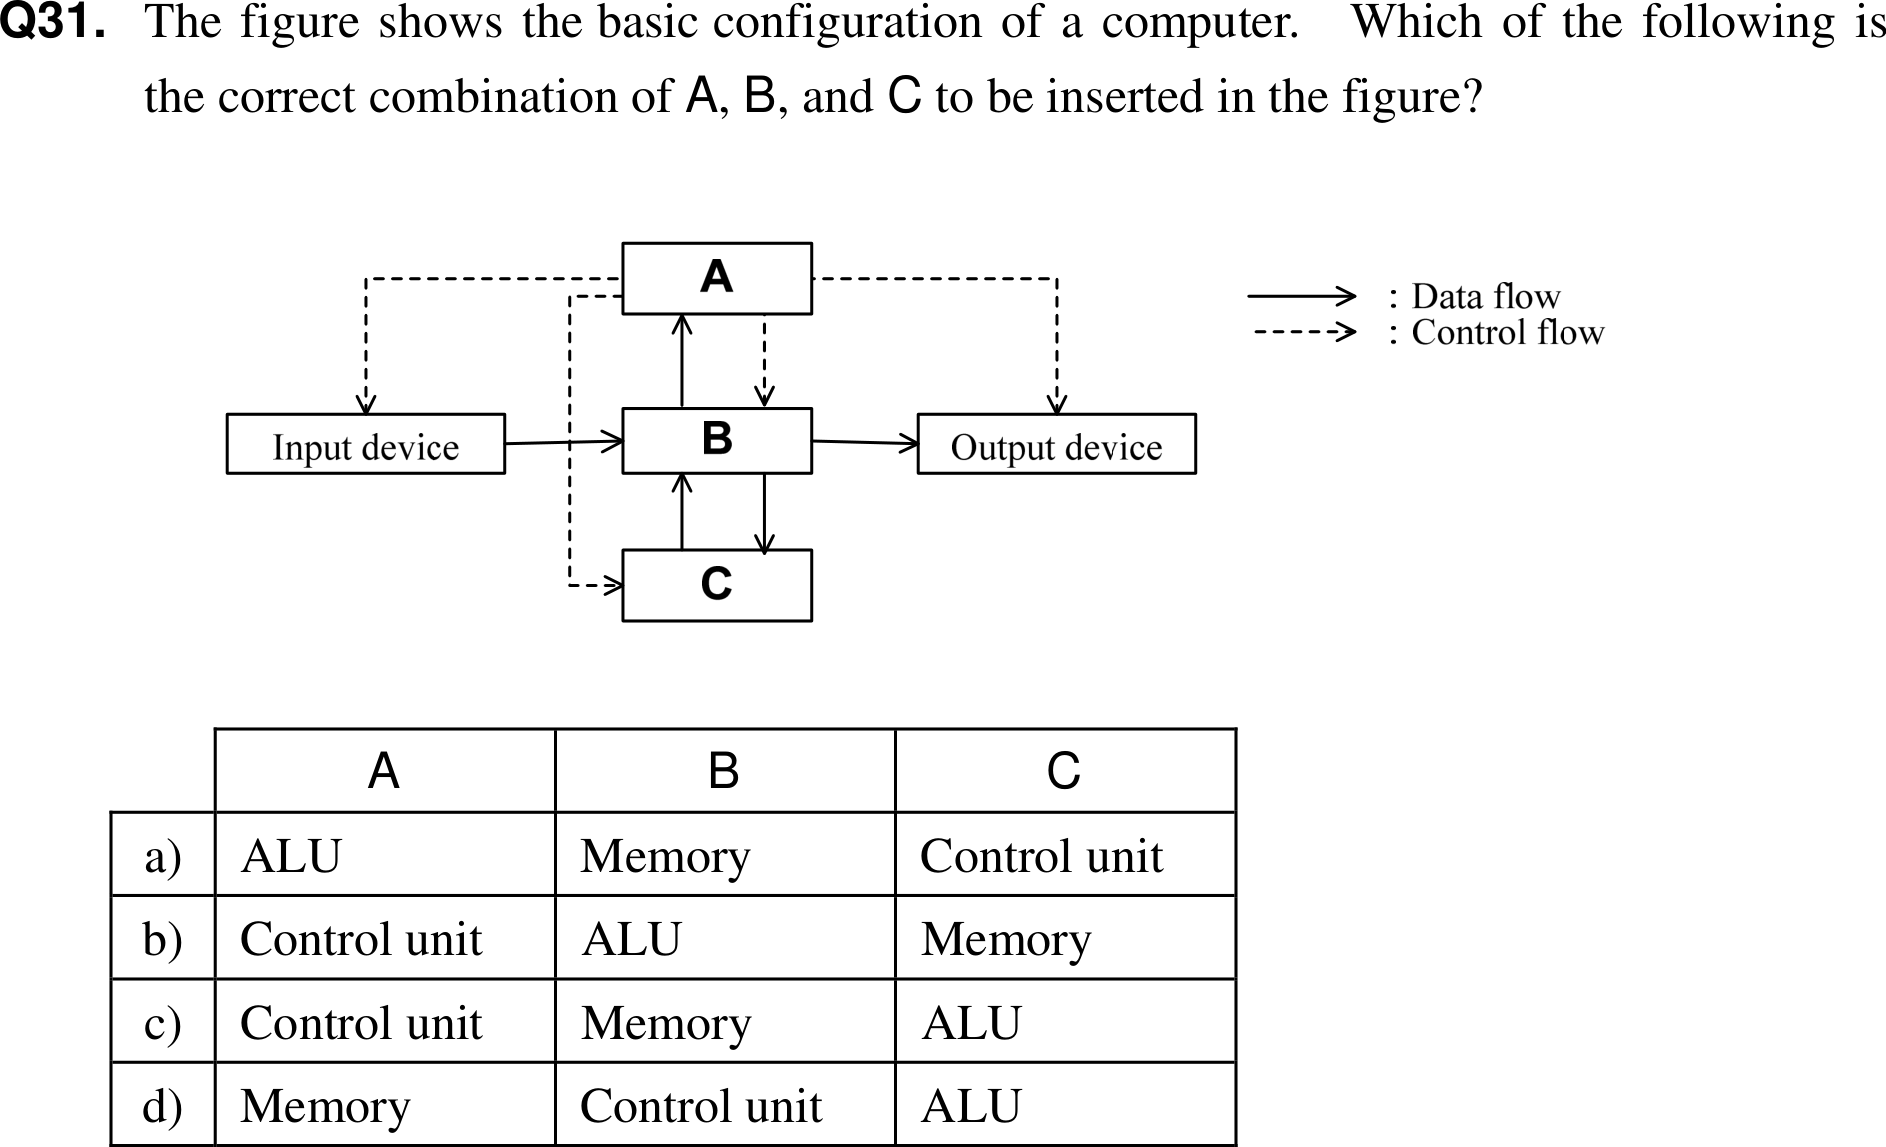 Q31. The figure shows the basic configuration of a computer. Which of the following is
the correct combination of A, B, and C to be inserted in the figure?
A
: Data flow
: Control flow
Input device
B
Output device
C
A B C
a) ALU Memory Control unit
b) Control unit ALU Memory
c) Control unit Memory ALU
d) Memory Control unit ALU